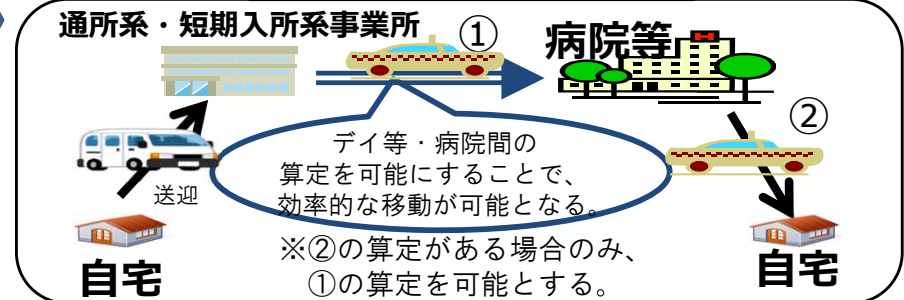 通所系・短期入所系事業所
①
病院等
H
②
デイ等・病院間の
算定を可能にすることで、
効率的な移動が可能となる。
送迎
自宅
※②の算定がある場合のみ、
①の算定を可能とする。
自宅